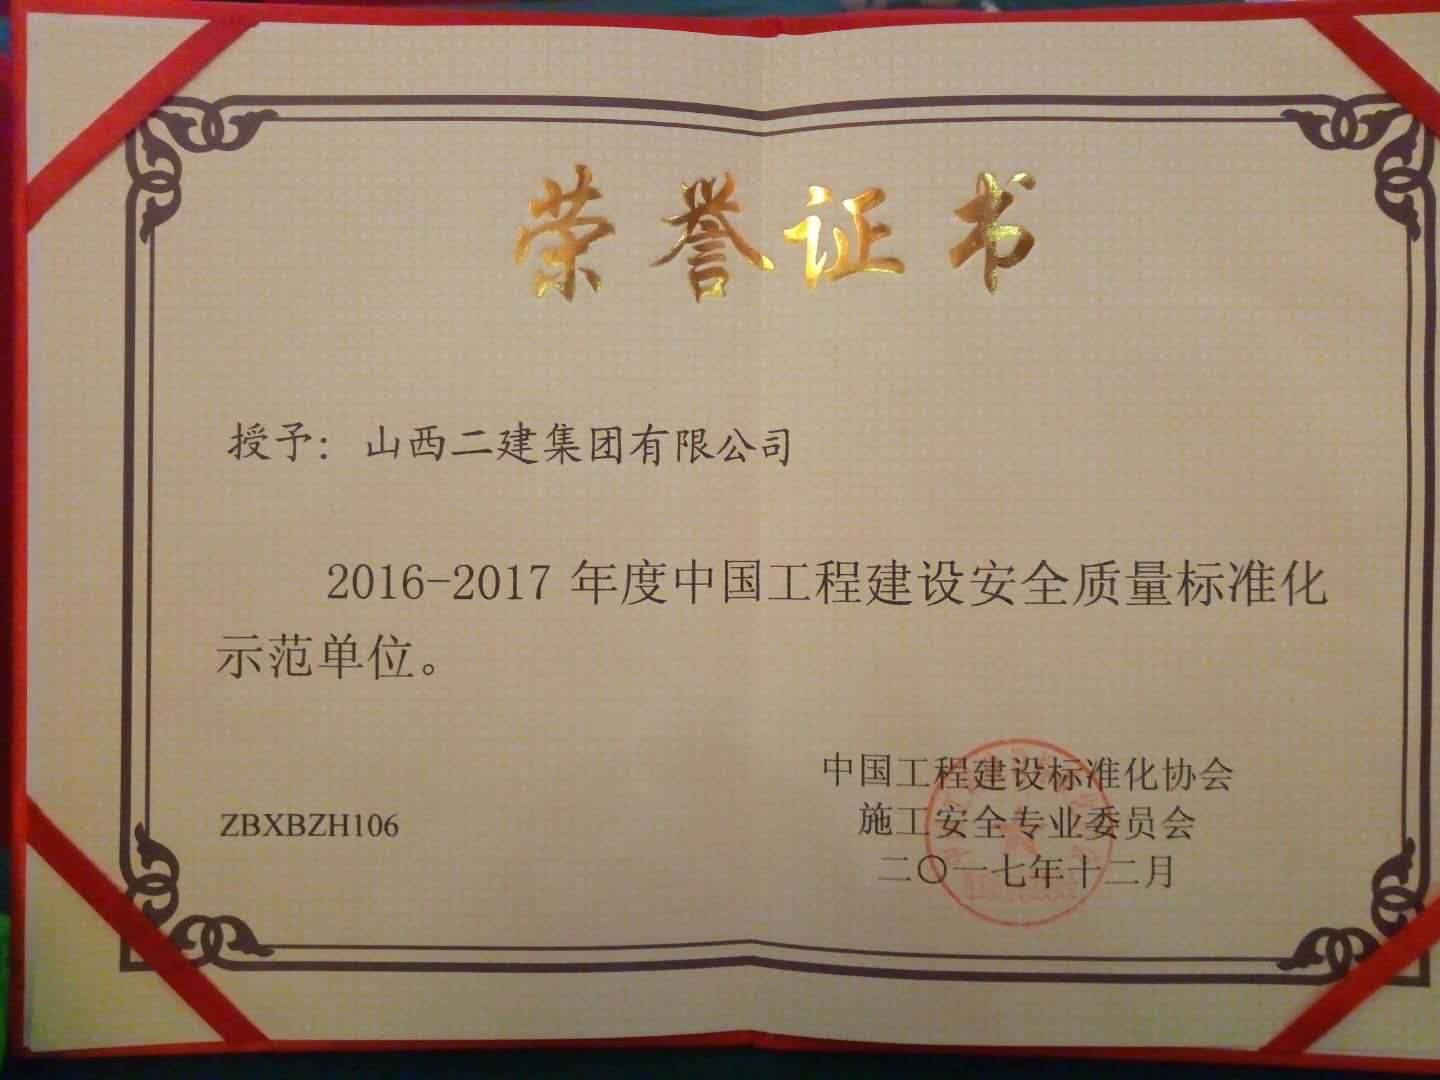 荣誉证书
授予：山西二建集团有限公司
2016-2017 年度中国工程建设安全质量标准化
示范单位。
中国工程建设标准化协会
施工安全专业委员会
ZBXBZH106
二〇一七年十二月